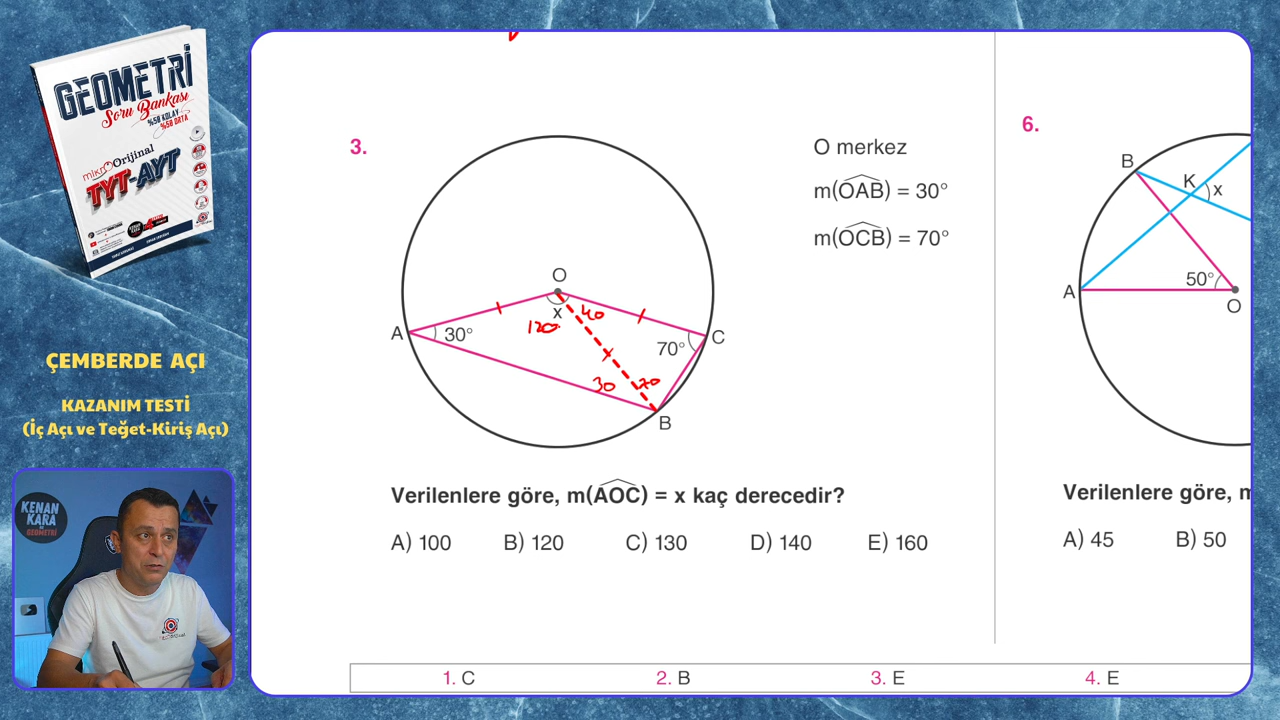 GEOMETRİ
Soru Bankası
%50 KOLAY
%50 ORTA
mikro Orijinal
TYT-AYT
ÇEMBERDE AÇI
KAZANIM TESTİ
(İç Açı ve Teğet-Kiriş Açı)
KENAN
KARA
GEOMETRİ
3.
O merkez
m(OAB) = 30°
m(OCB) = 70°
O
x
40
120
A
30°
70°
C
30
70
B
Verilenlere göre, m(AOC) = x kaç derecedir?
A) 100 B) 120 C) 130 D) 140 E) 160
6.
B
K
x
A
50°
O
Verilenlere göre, m
A) 45 B) 50
1. C 2. B 3. E 4. E